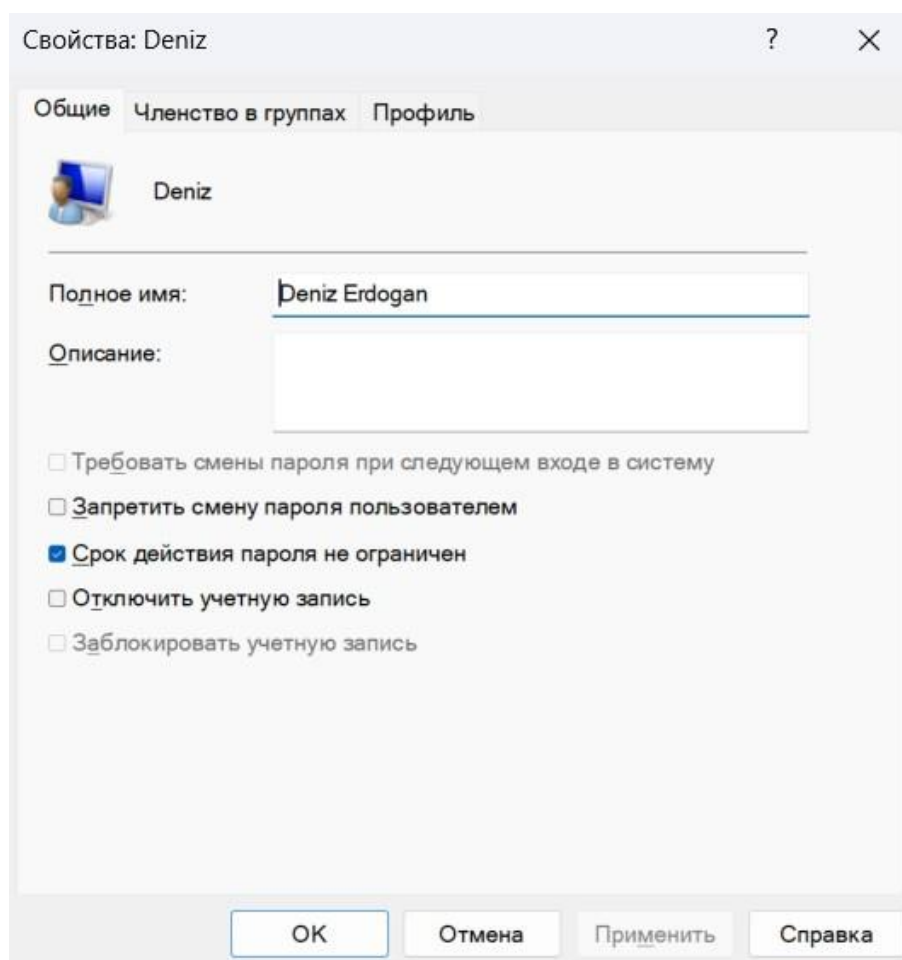 Свойства: Deniz ?
Общие Членство в группах Профиль
Deniz
Полное имя: Deniz Erdogan
Описание:
Требовать смены пароля при следующем входе в систему
Запретить смену пароля пользователем
Срок действия пароля не ограничен
Отключить учетную запись
Заблокировать учетную запись
OK Отмена Применить Справка